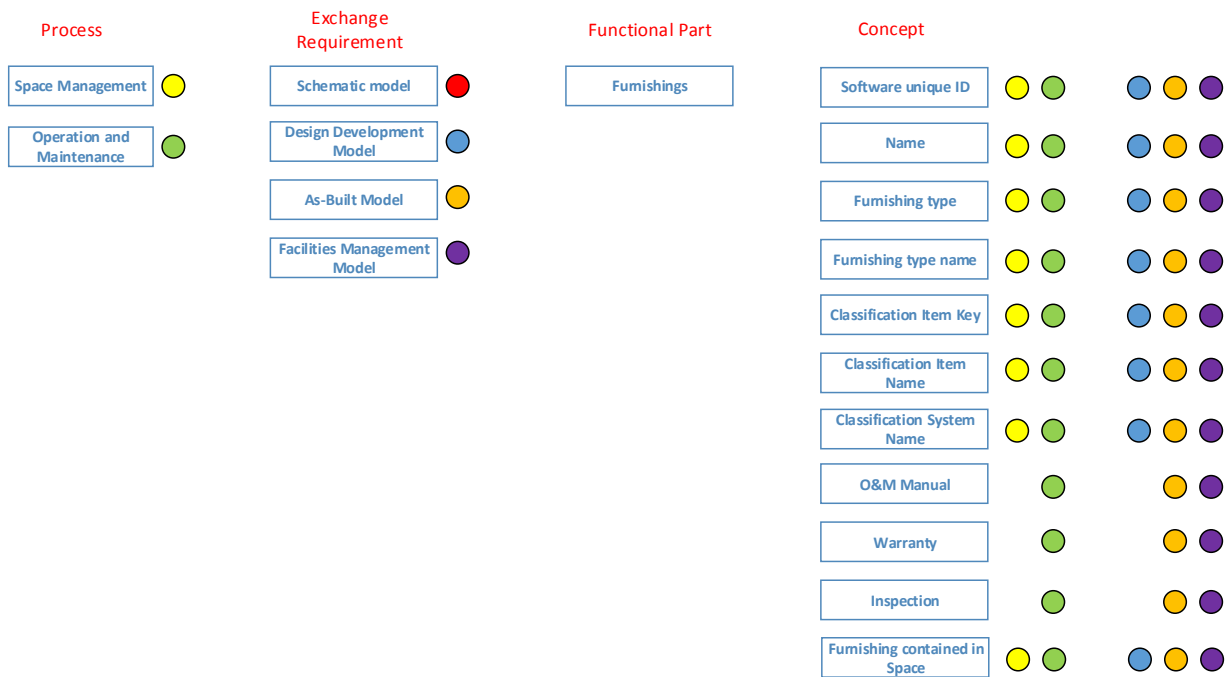 Process
Exchange
Requirement
Functional Part
Concept
Space Management
Operation and
Maintenance
Schematic model
Design Development
Model
As-Built Model
Facilities Management
Model
Furnishings
Software unique ID
Name
Furnishing type
Furnishing type name
Classification Item Key
Classification Item
Name
Classification System
Name
O&M Manual
Warranty
Inspection
Furnishing contained in
Space